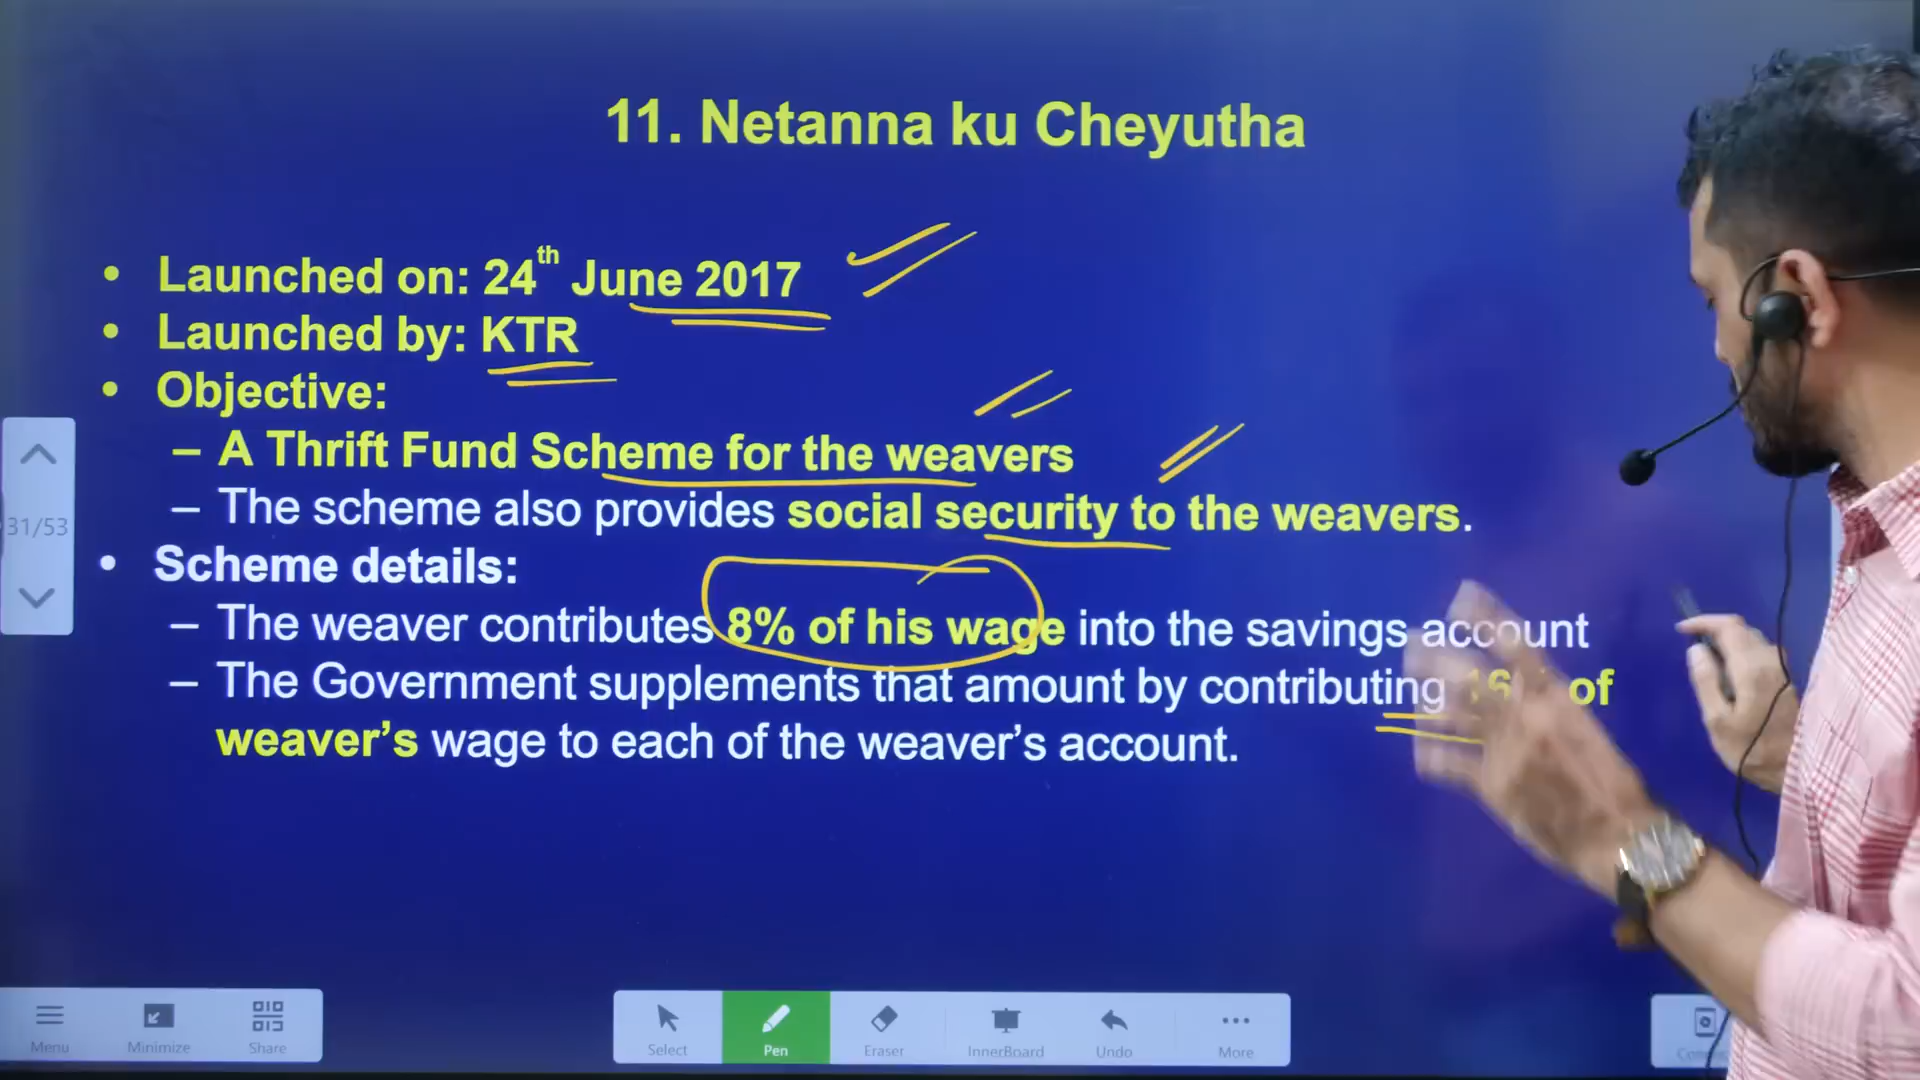 11. Netanna ku Cheyutha
• Launched on: 24th June 2017
• Launched by: KTR
• Objective:
– A Thrift Fund Scheme for the weavers
– The scheme also provides social security to the weavers.
• Scheme details:
– The weaver contributes 8% of his wage into the savings account
– The Government supplements that amount by contributing of
weaver's wage to each of the weaver's account.
31/53
Menu Minimize Share Select Pen Eraser InnerBoard Undo More